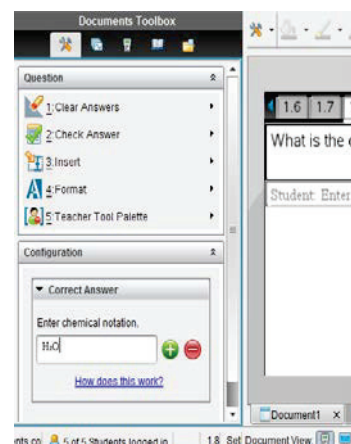 Documents Toolbox
Question
1:Clear Answers
2:Check Answer
3:Insert
4:Format
5:Teacher Tool Palette
Configuration
Correct Answer
Enter chemical notation.
H₂O
How does this work?
1.6 1.7
What is the
Student: Enter
Document1
5 of 5 Students logged in
1.8 Set Document View